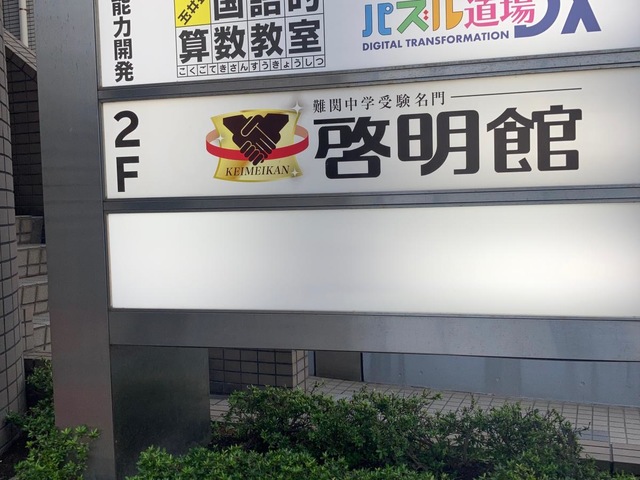 能力開発
国語的
算数教室
こくごてきさんすうきょうしつ
パズル道場DX
DIGITAL TRANSFORMATION
2F
難関中学受験名門
啓明館
KEIMEIKAN